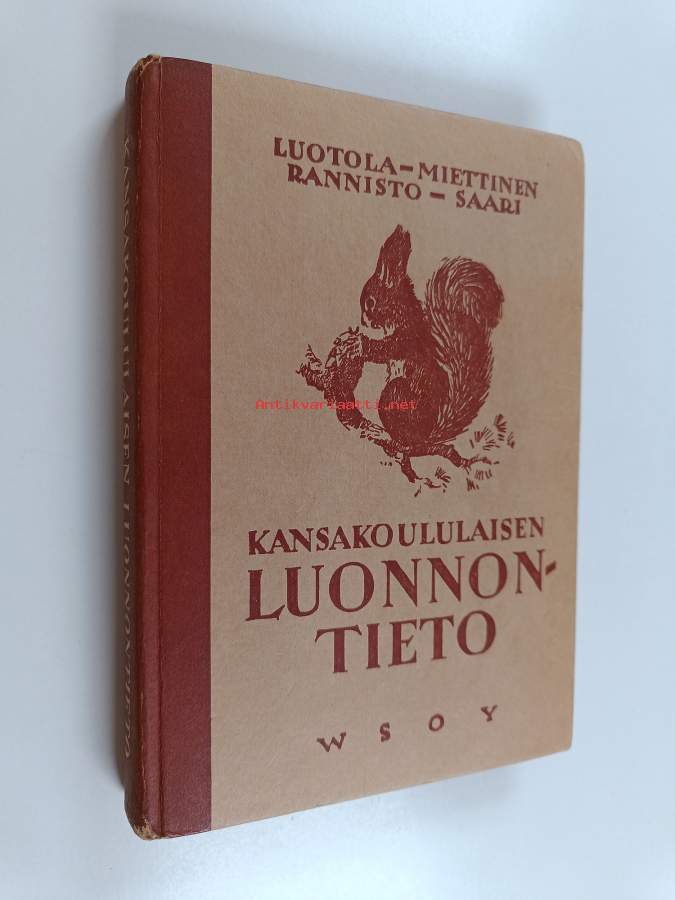 LUOTOLA – MIETTINEN
RANNISTO – SAARI
Antikvariaatti.net
KANSAKOULULAISEN
LUONNON-
TIETO
WSOY
KANSAKOULULAISEN LUONNONTIETO